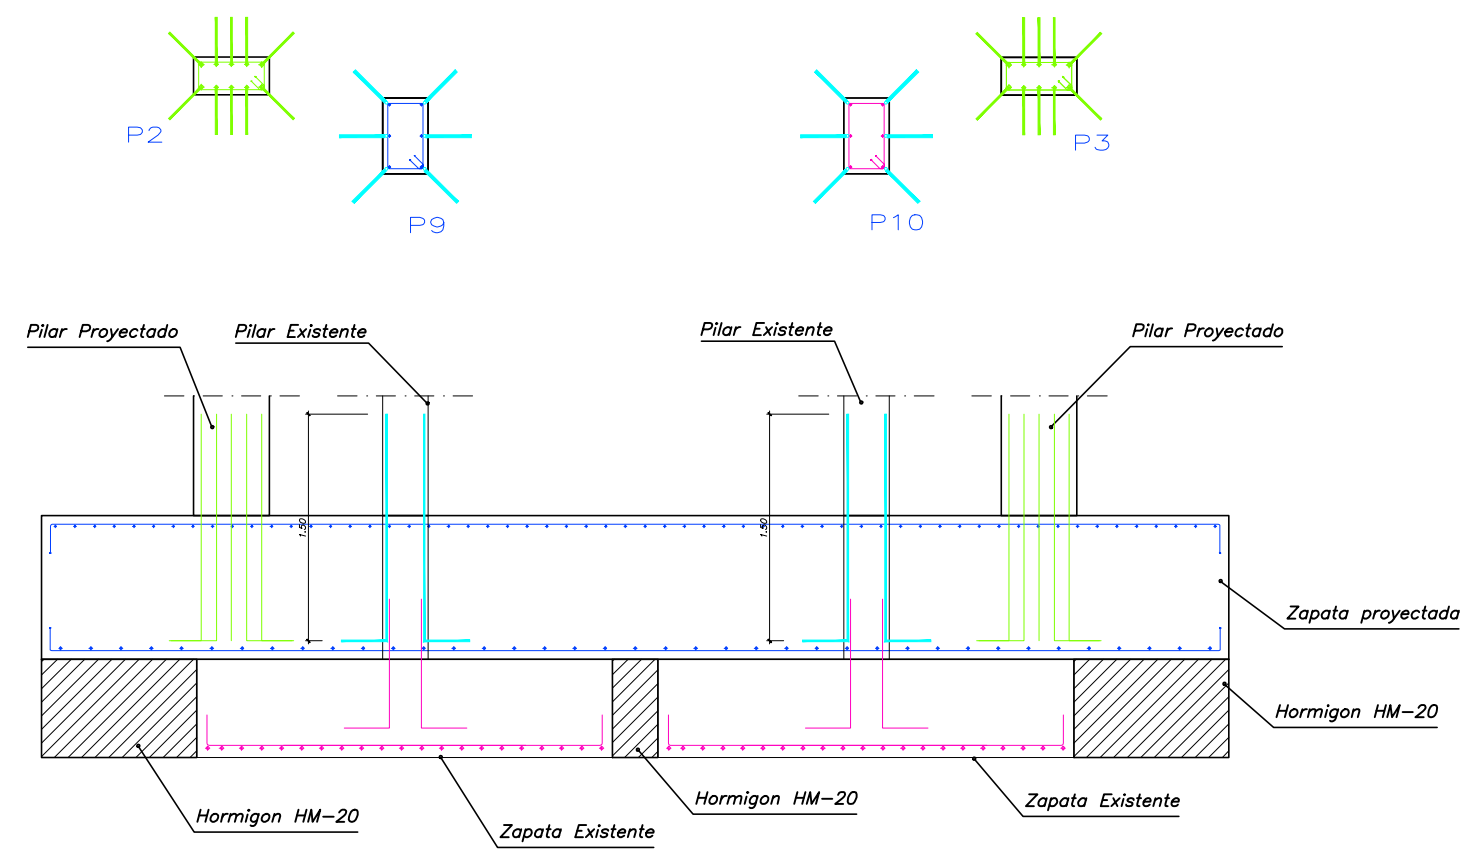 P2
P3
P9
P10
Pilar Proyectado
Pilar Existente
Pilar Existente
Pilar Proyectado
1.50
1.50
Zapata proyectada
Hormigon HM-20
Hormigon HM-20
Zapata Existente
Hormigon HM-20
Zapata Existente